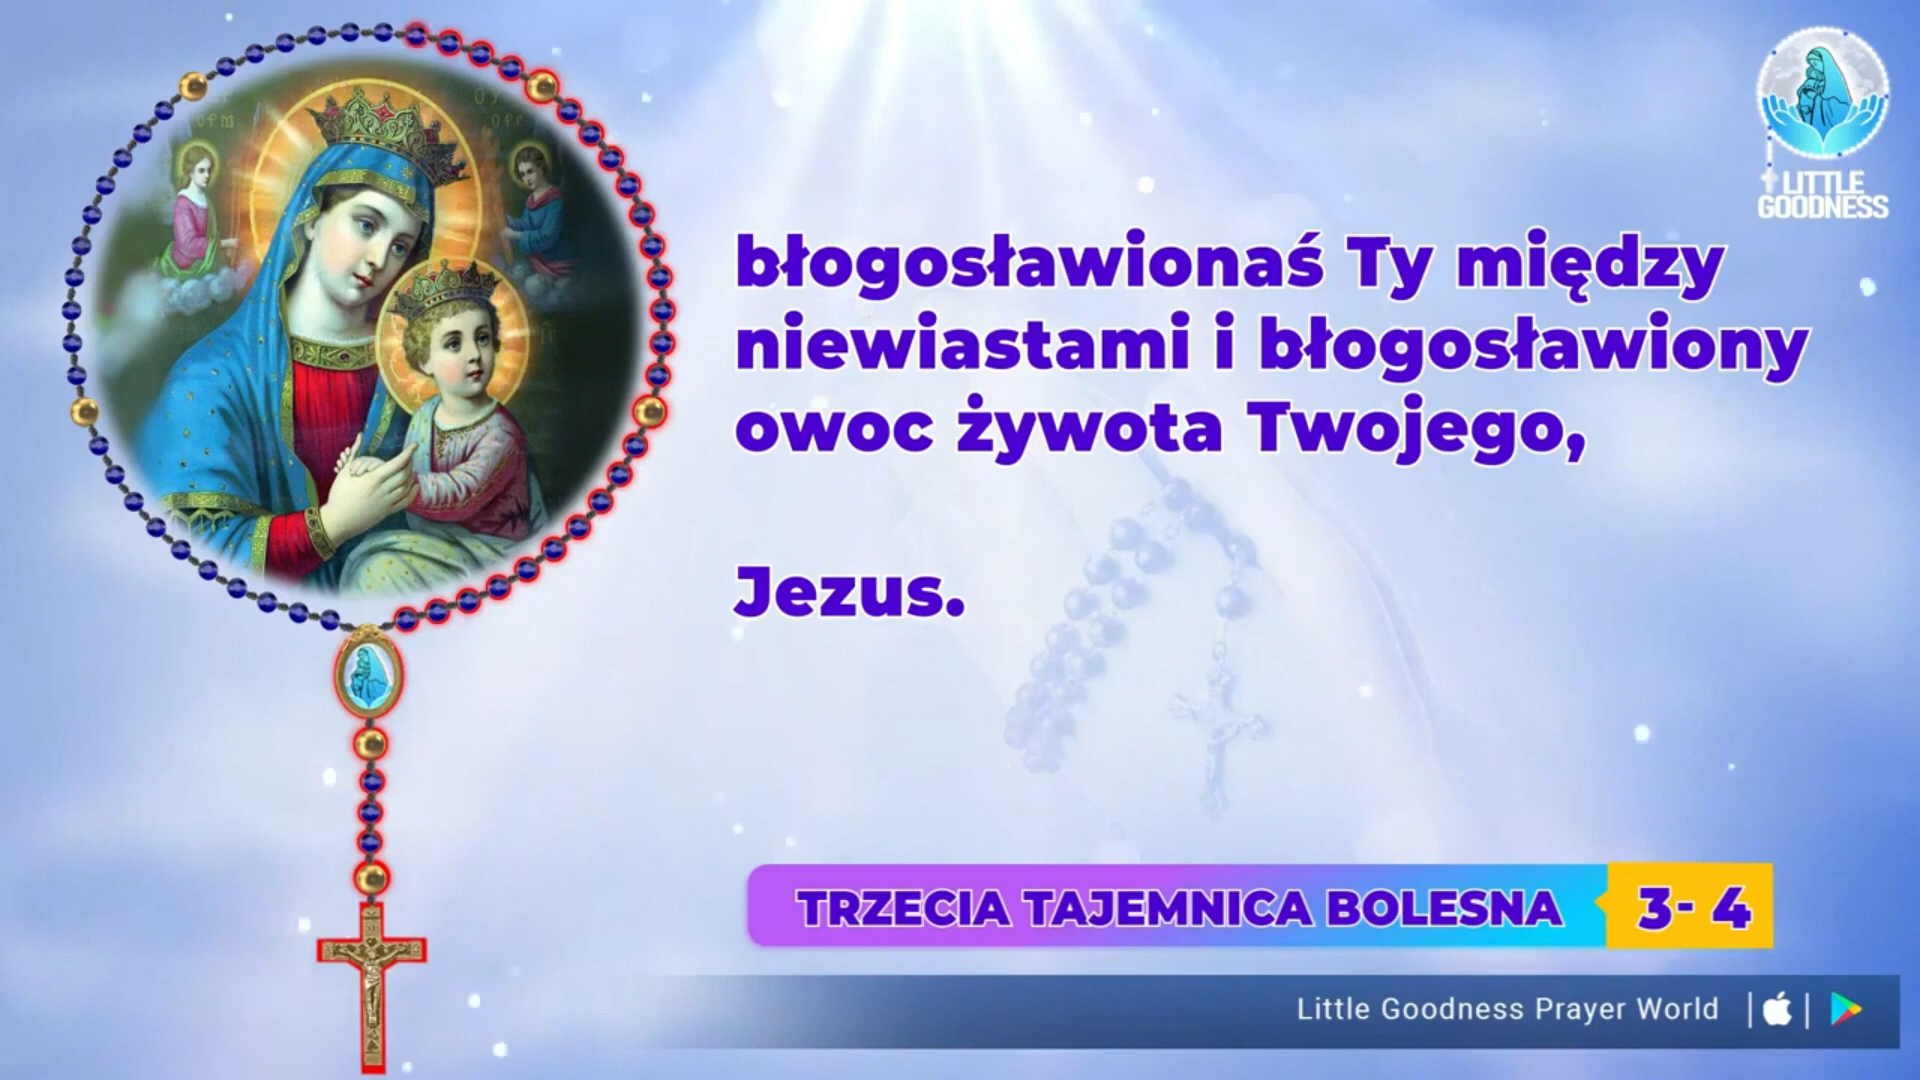 LITTLE
GOODNESS
błogosławionaś Ty między
niewiastami i błogosławiony
owoc żywota Twojego,
Jezus.
TRZECIA TAJEMNICA BOLESNA
3- 4
Little Goodness Prayer World